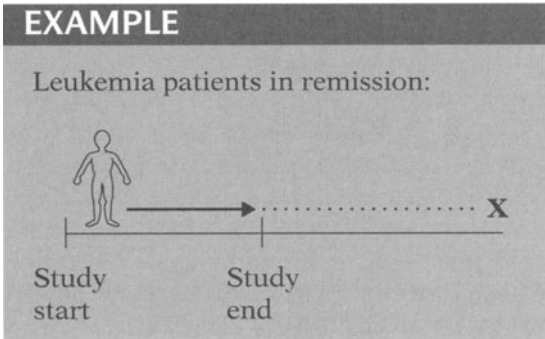 EXAMPLE
Leukemia patients in remission:
X
Study Study
start end